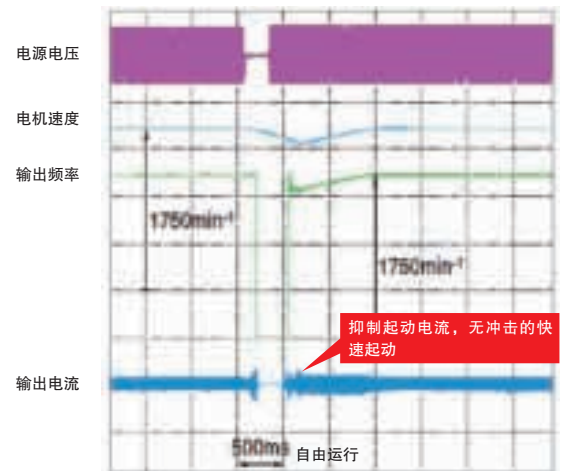 电源电压
电机速度
输出频率
1750min⁻¹
1750min⁻¹
抑制起动电流，无冲击的快
速起动
输出电流
500ms 自由运行